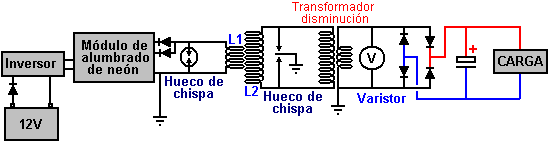 Transformador
disminución
Módulo de
alumbrado
de neón
L1
Inversor
V
+
CARGA
Hueco de
chispa
L2
Hueco de
chispa
Varistor
12V